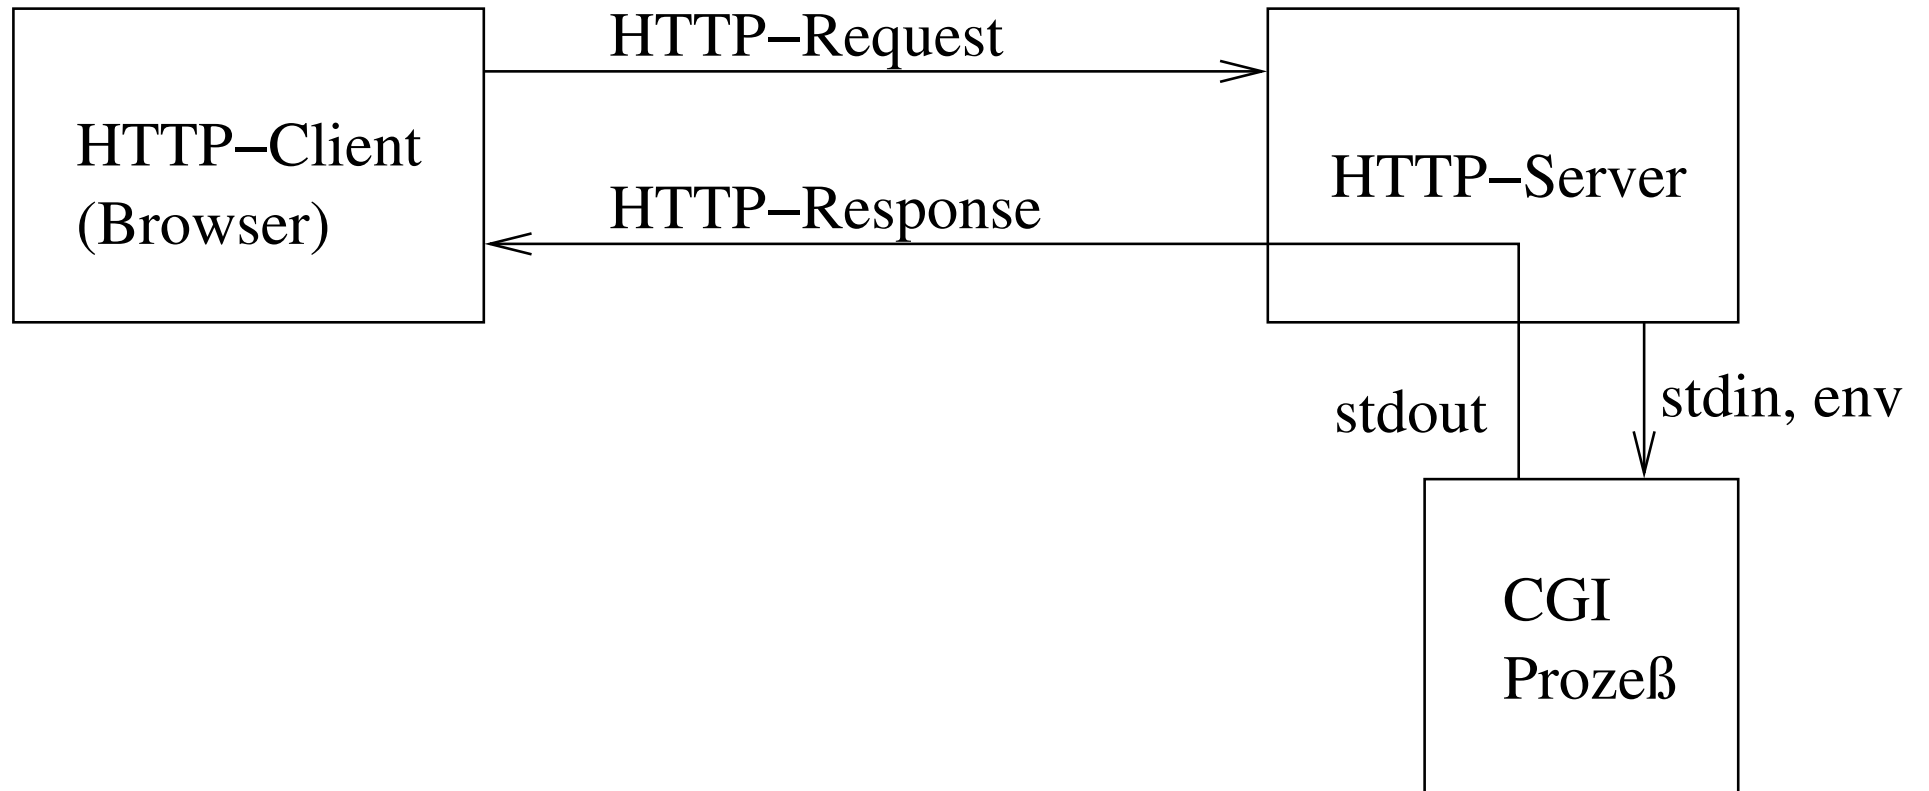 HTTP–Request
HTTP–Client
(Browser)
HTTP–Response
HTTP–Server
stdout
stdin, env
CGI
Prozeß